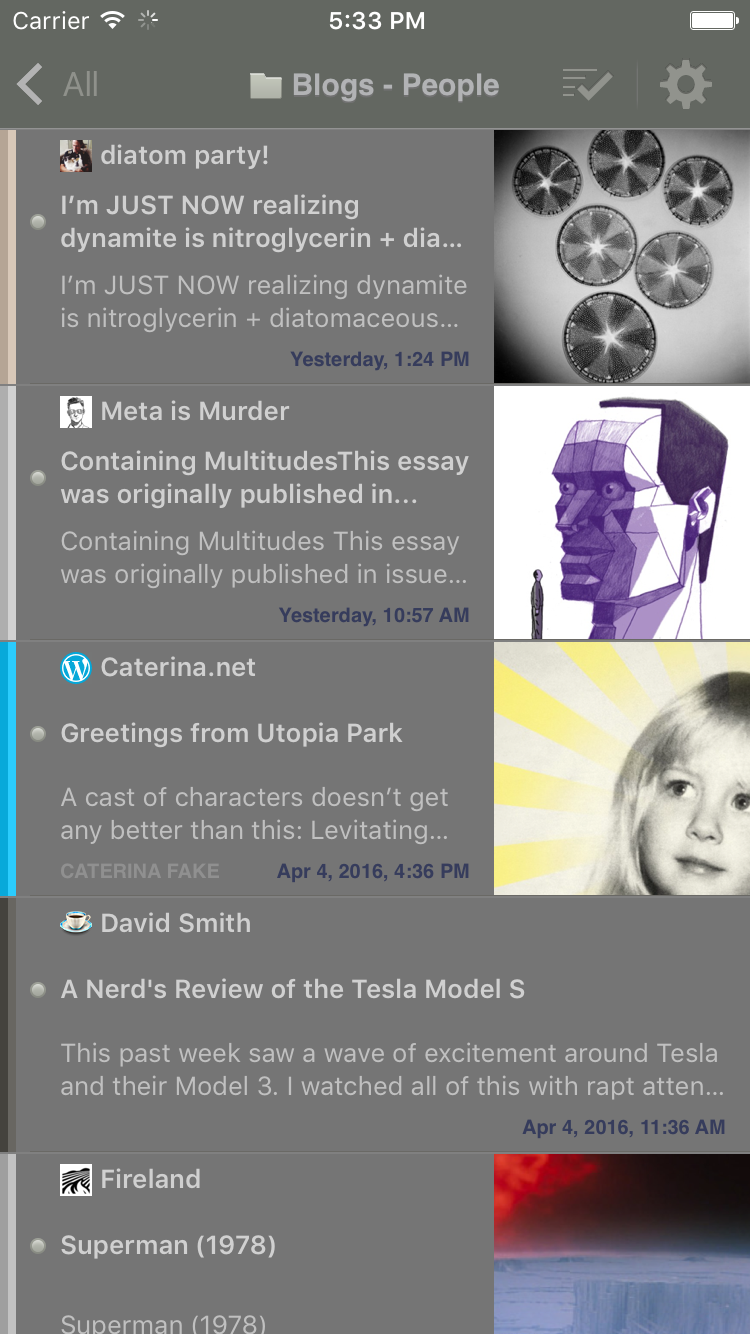 Carrier 5:33 PM
All Blogs - People
diatom party!
I’m JUST NOW realizing
dynamite is nitroglycerin + dia...
I’m JUST NOW realizing dynamite
is nitroglycerin + diatomaceous...
Yesterday, 1:24 PM
Meta is Murder
Containing MultitudesThis essay
was originally published in...
Containing Multitudes This essay
was originally published in issue...
Yesterday, 10:57 AM
Caterina.net
Greetings from Utopia Park
A cast of characters doesn’t get
any better than this: Levitating...
CATERINA FAKE Apr 4, 2016, 4:36 PM
David Smith
A Nerd's Review of the Tesla Model S
This past week saw a wave of excitement around Tesla
and their Model 3. I watched all of this with rapt atten...
Apr 4, 2016, 11:36 AM
Fireland
Superman (1978)
Superman (1978)